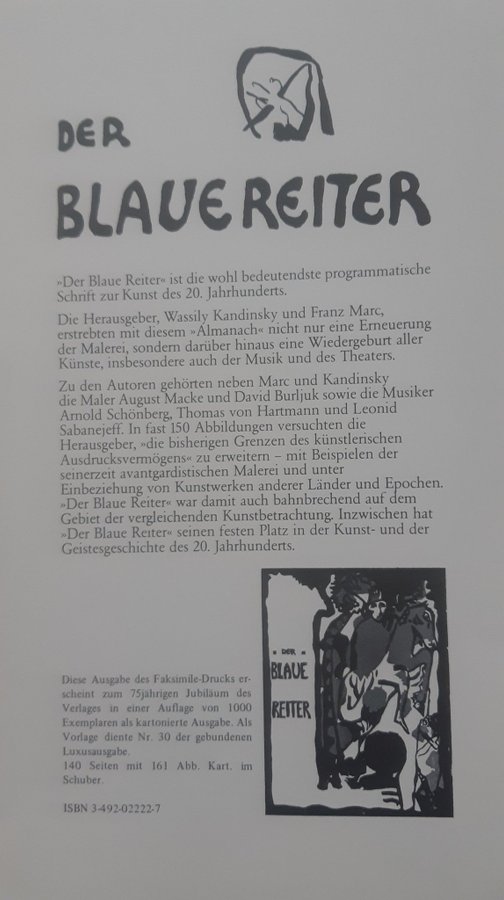 DER
BLAUE REITER
»Der Blaue Reiter« ist die wohl bedeutendste programmatische
Schrift zur Kunst des 20. Jahrhunderts.
Die Herausgeber, Wassily Kandinsky und Franz Marc,
erstrebten mit diesem »Almanach« nicht nur eine Erneuerung
der Malerei, sondern darüber hinaus eine Wiedergeburt aller
Künste, insbesondere auch der Musik und des Theaters.
Zu den Autoren gehörten neben Marc und Kandinsky
die Maler August Macke und David Burljuk sowie die Musiker
Arnold Schönberg, Thomas von Hartmann und Leonid
Sabanejeff. In fast 150 Abbildungen versuchten die
Herausgeber, »die bisherigen Grenzen des künstlerischen
Ausdrucksvermögens« zu erweitern – mit Beispielen der
seinerzeit avantgardistischen Malerei und unter
Einbeziehung von Kunstwerken anderer Länder und Epochen.
»Der Blaue Reiter« war damit auch bahnbrechend auf dem
Gebiet der vergleichenden Kunstbetrachtung. Inzwischen hat
»Der Blaue Reiter« seinen festen Platz in der Kunst- und der
Geistesgeschichte des 20. Jahrhunderts.
Diese Ausgabe des Faksimile-Drucks er-
scheint zum 75jährigen Jubiläum des
Verlages in einer Auflage von 1000
Exemplaren als kartonierte Ausgabe. Als
Vorlage diente Nr. 30 der gebundenen
Luxusausgabe.
140 Seiten mit 161 Abb. Kart. im
Schuber.
ISBN 3-492-02222-7
DER
BLAUE
REITER